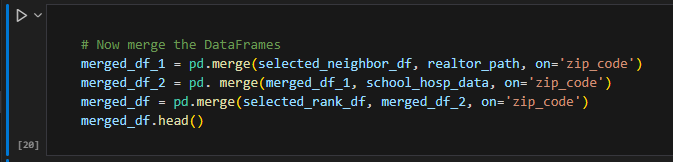 # Now merge the DataFrames
merged_df_1 = pd.merge(selected_neighbor_df, realtor_path, on='zip_code')
merged_df_2 = pd. merge(merged_df_1, school_hosp_data, on='zip_code')
merged_df = pd.merge(selected_rank_df, merged_df_2, on='zip_code')
merged_df.head()
[20]